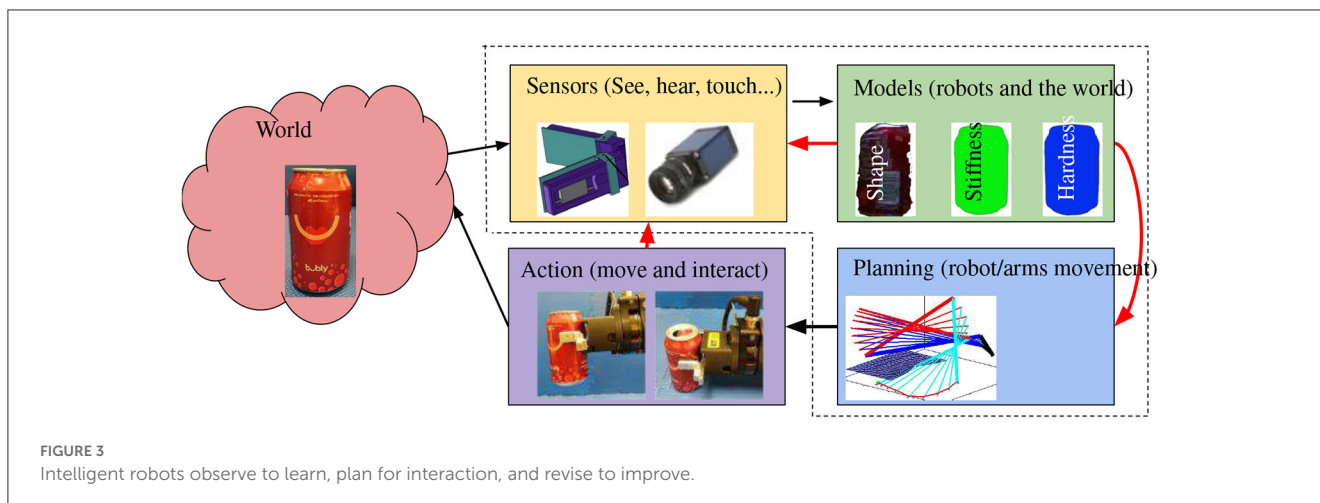 World
bubly
Sensors (See, hear, touch...)
Models (robots and the world)
Shape
Stiffness
Hardness
Action (move and interact)
Planning (robot/arms movement)
FIGURE 3
Intelligent robots observe to learn, plan for interaction, and revise to improve.